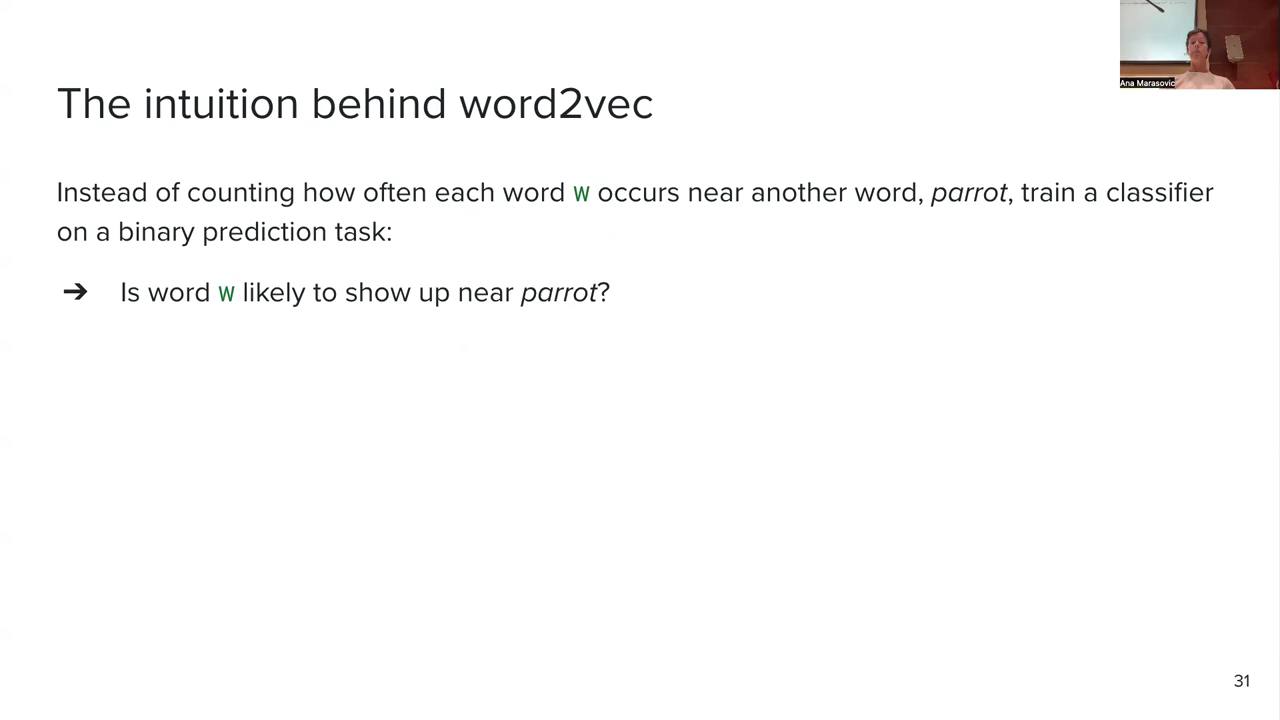 Ana Marasovic
The intuition behind word2vec
Instead of counting how often each word w occurs near another word, parrot, train a classifier
on a binary prediction task:
➔ Is word w likely to show up near parrot?
31